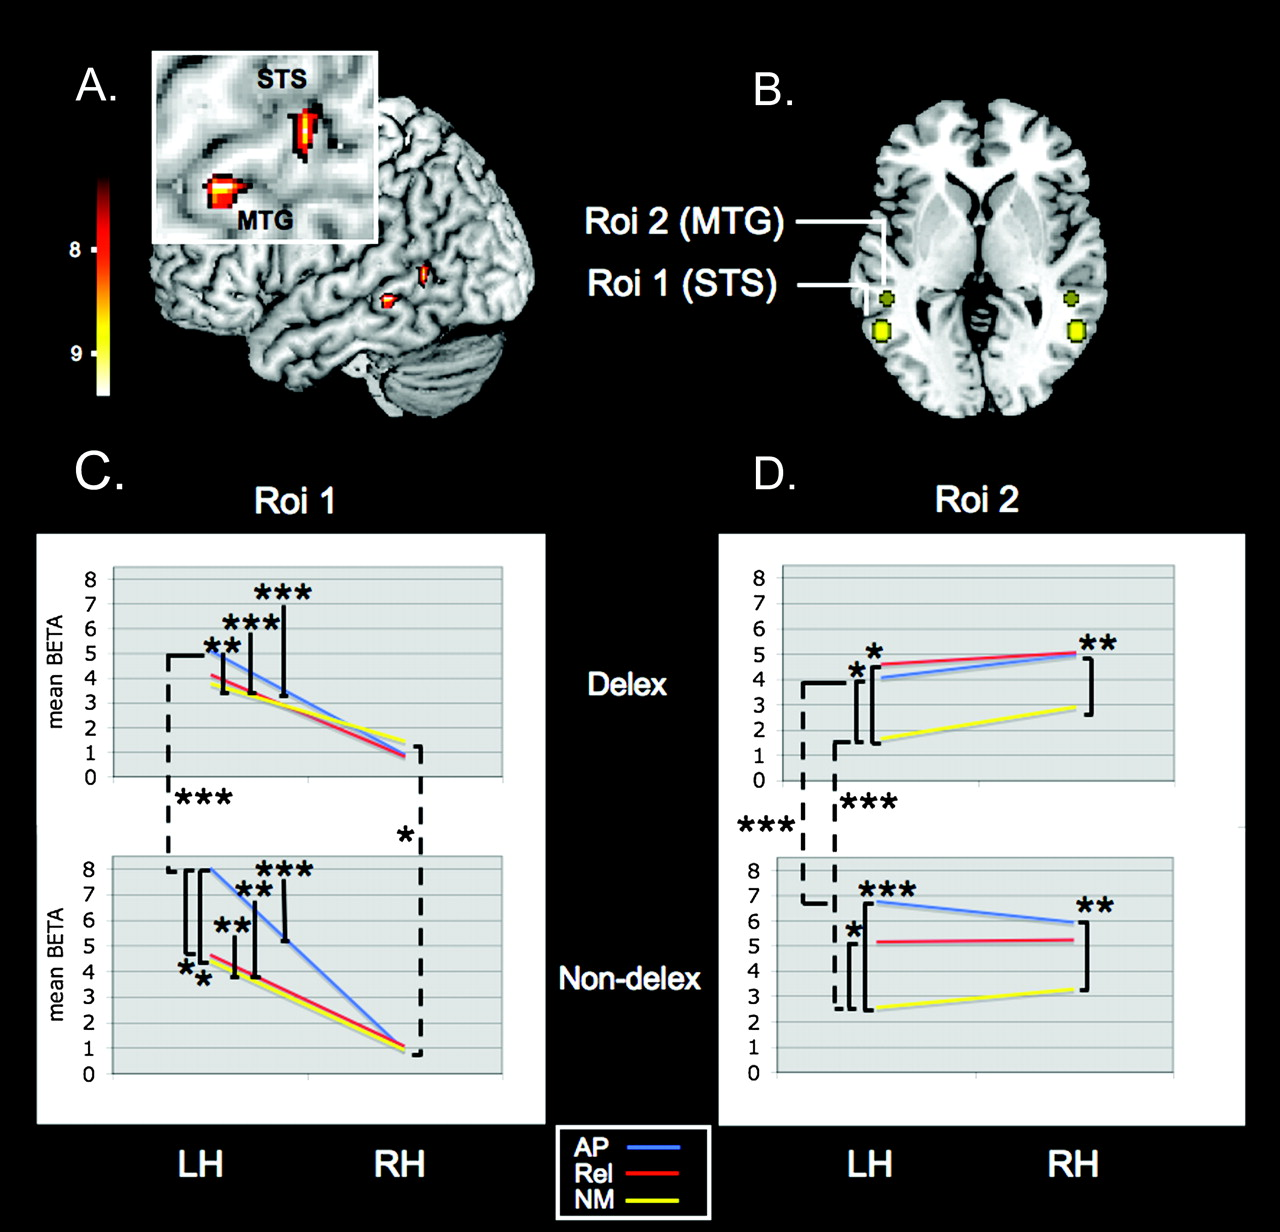 A.
STS
MTG
8
9
B.
Roi 2 (MTG)
Roi 1 (STS)
C.
Roi 1
mean BETA
8
7
6
5
4
3
2
1
0
***
***
**
***
*
mean BETA
8
7
6
5
4
3
2
1
0
***
**
**
*
*
Delex
Non-delex
D.
Roi 2
8
7
6
5
4
3
2
1
0
*
*
**
***
***
8
7
6
5
4
3
2
1
0
***
*
**
LH
RH
AP
Rel
NM
LH
RH